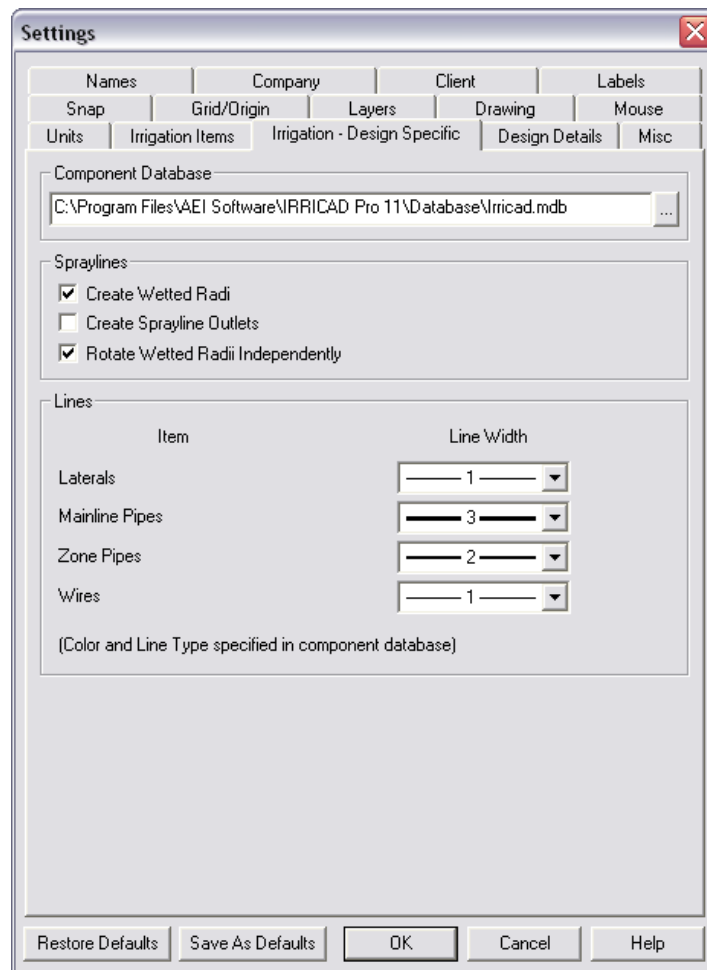 Settings
Names Company Client Labels
Snap Grid/Origin Layers Drawing Mouse
Units Irrigation Items Irrigation - Design Specific Design Details Misc
Component Database
C:\Program Files\AEI Software\IRRICAD Pro 11\Database\Irricad.mdb ...
Spraylines
Create Wetted Radi
Create Sprayline Outlets
Rotate Wetted Radii Independently
Lines
Item Line Width
Laterals 1
Mainline Pipes 3
Zone Pipes 2
Wires 1
(Color and Line Type specified in component database)
Restore Defaults Save As Defaults OK Cancel Help